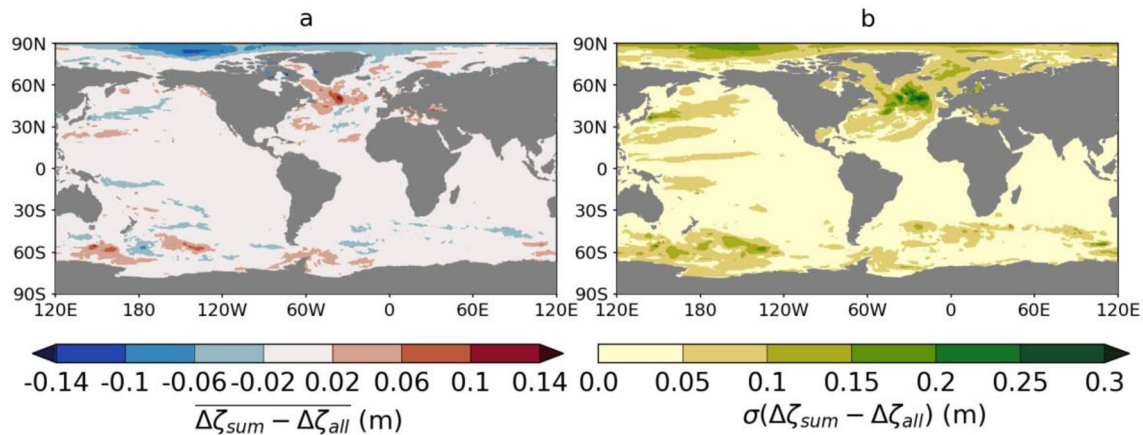 a
b
90N
60N
30N
0
30S
60S
90S
120E 180 120W 60W 0 60E 120E
90N
60N
30N
0
30S
60S
90S
120E 180 120W 60W 0 60E 120E
-0.14 -0.1 -0.06 -0.02 0.02 0.06 0.1 0.14
0.0 0.05 0.1 0.15 0.2 0.25 0.3
Δζsum − Δζall (m)
σ(Δζsum − Δζall) (m)